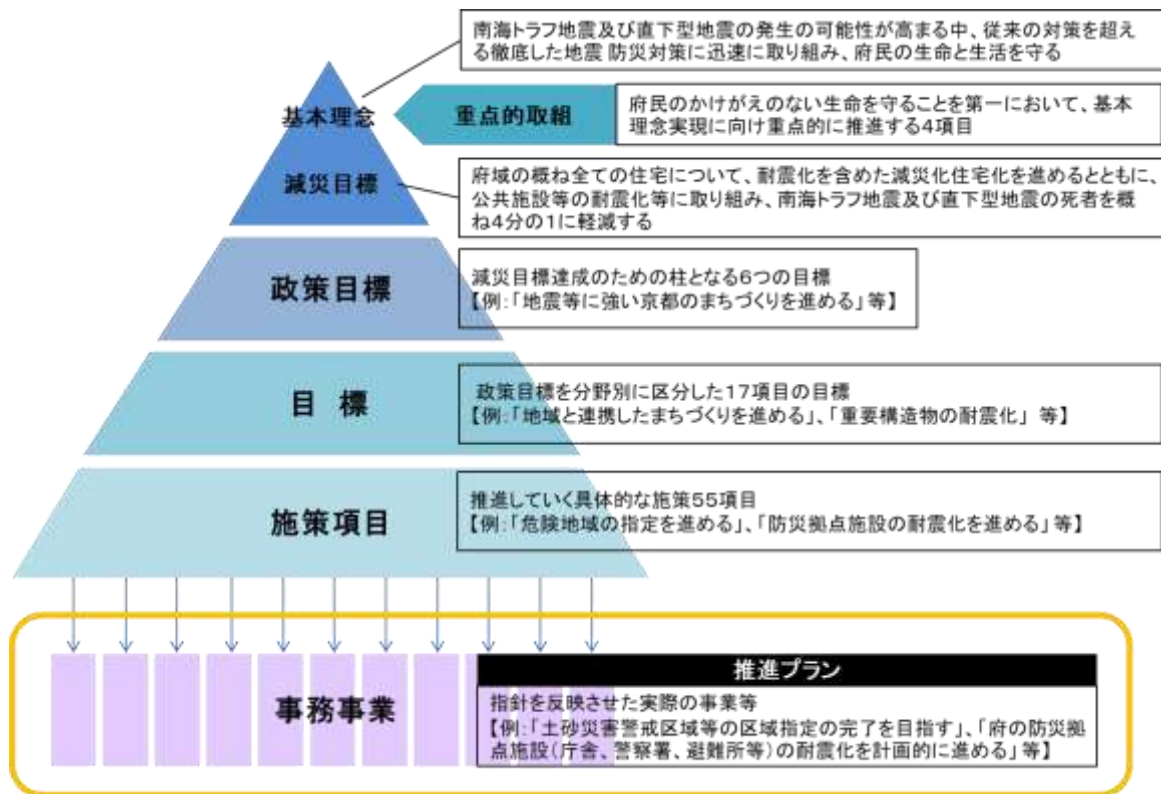 南海トラフ地震及び直下型地震の発生の可能性が高まる中、従来の対策を超え
る徹底した地震 防災対策に迅速に取り組み、府民の生命と生活を守る
基本理念
重点的取組
府民のかけがえのない生命を守ることを第一において、基本
理念実現に向け重点的に推進する4項目
減災目標
府域の概ね全ての住宅について、耐震化を含めた減災化住宅化を進めるとともに、
公共施設等の耐震化等に取り組み、南海トラフ地震及び直下型地震の死者を概
ね4分の1に軽減する
政策目標
減災目標達成のための柱となる6つの目標
【例:「地震等に強い京都のまちづくりを進める」等】
目 標
政策目標を分野別に区分した17項目の目標
【例:「地域と連携したまちづくりを進める」、「重要構造物の耐震化」 等】
施策項目
推進していく具体的な施策55項目
【例:「危険地域の指定を進める」、「防災拠点施設の耐震化を進める」等】
事務事業
推進プラン
指針を反映させた実際の事業等
【例:「土砂災害警戒区域等の区域指定の完了を目指す」、「府の防災拠
点施設(庁舎、警察署、避難所等)の耐震化を計画的に進める」等】